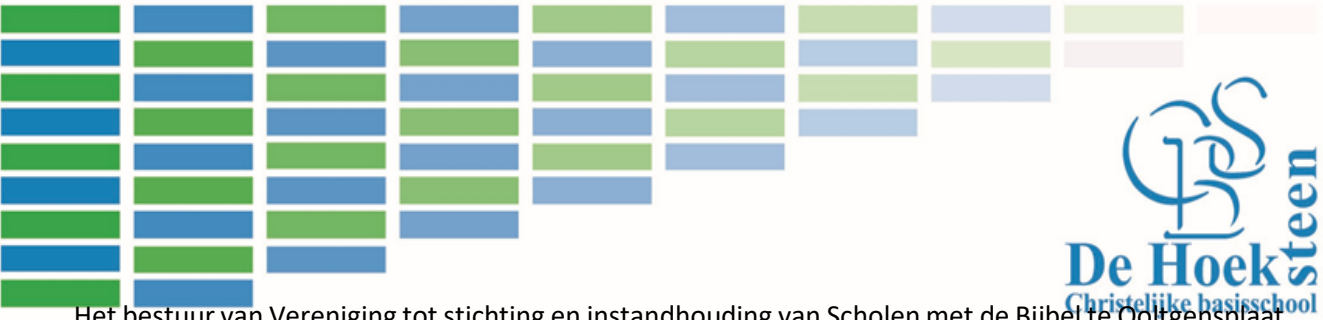 CBS
De Hoeksteen
Christelijke basisschool
Het bestuur van Vereniging tot stichting en instandhouding van Scholen met de Bijbel te Ooltgensplaat